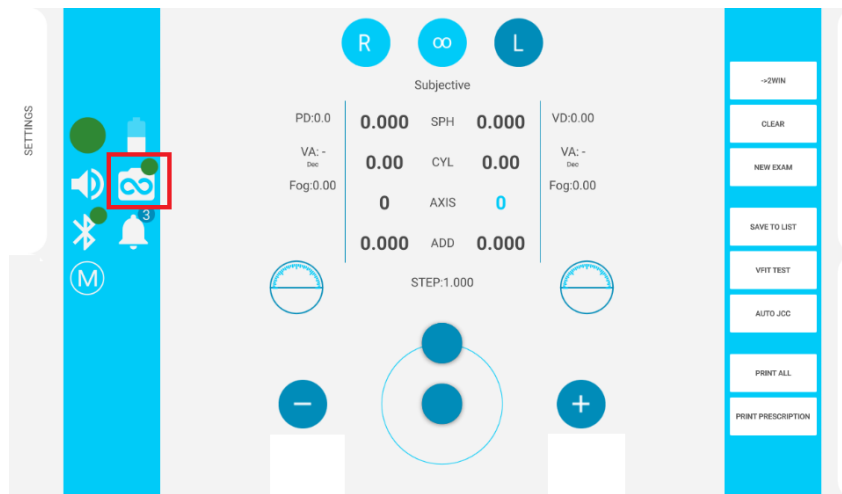 SETTINGS
3
M
R ∞ L
Subjective
PD:0.0 0.000 SPH 0.000 VD:0.00
VA: - 0.00 CYL 0.00 VA: -
Dec Dec
Fog:0.00 Fog:0.00
0 AXIS 0
0.000 ADD 0.000
STEP:1.000
− +
->2WIN
CLEAR
NEW EXAM
SAVE TO LIST
VFIT TEST
AUTO JCC
PRINT ALL
PRINT PRESCRIPTION